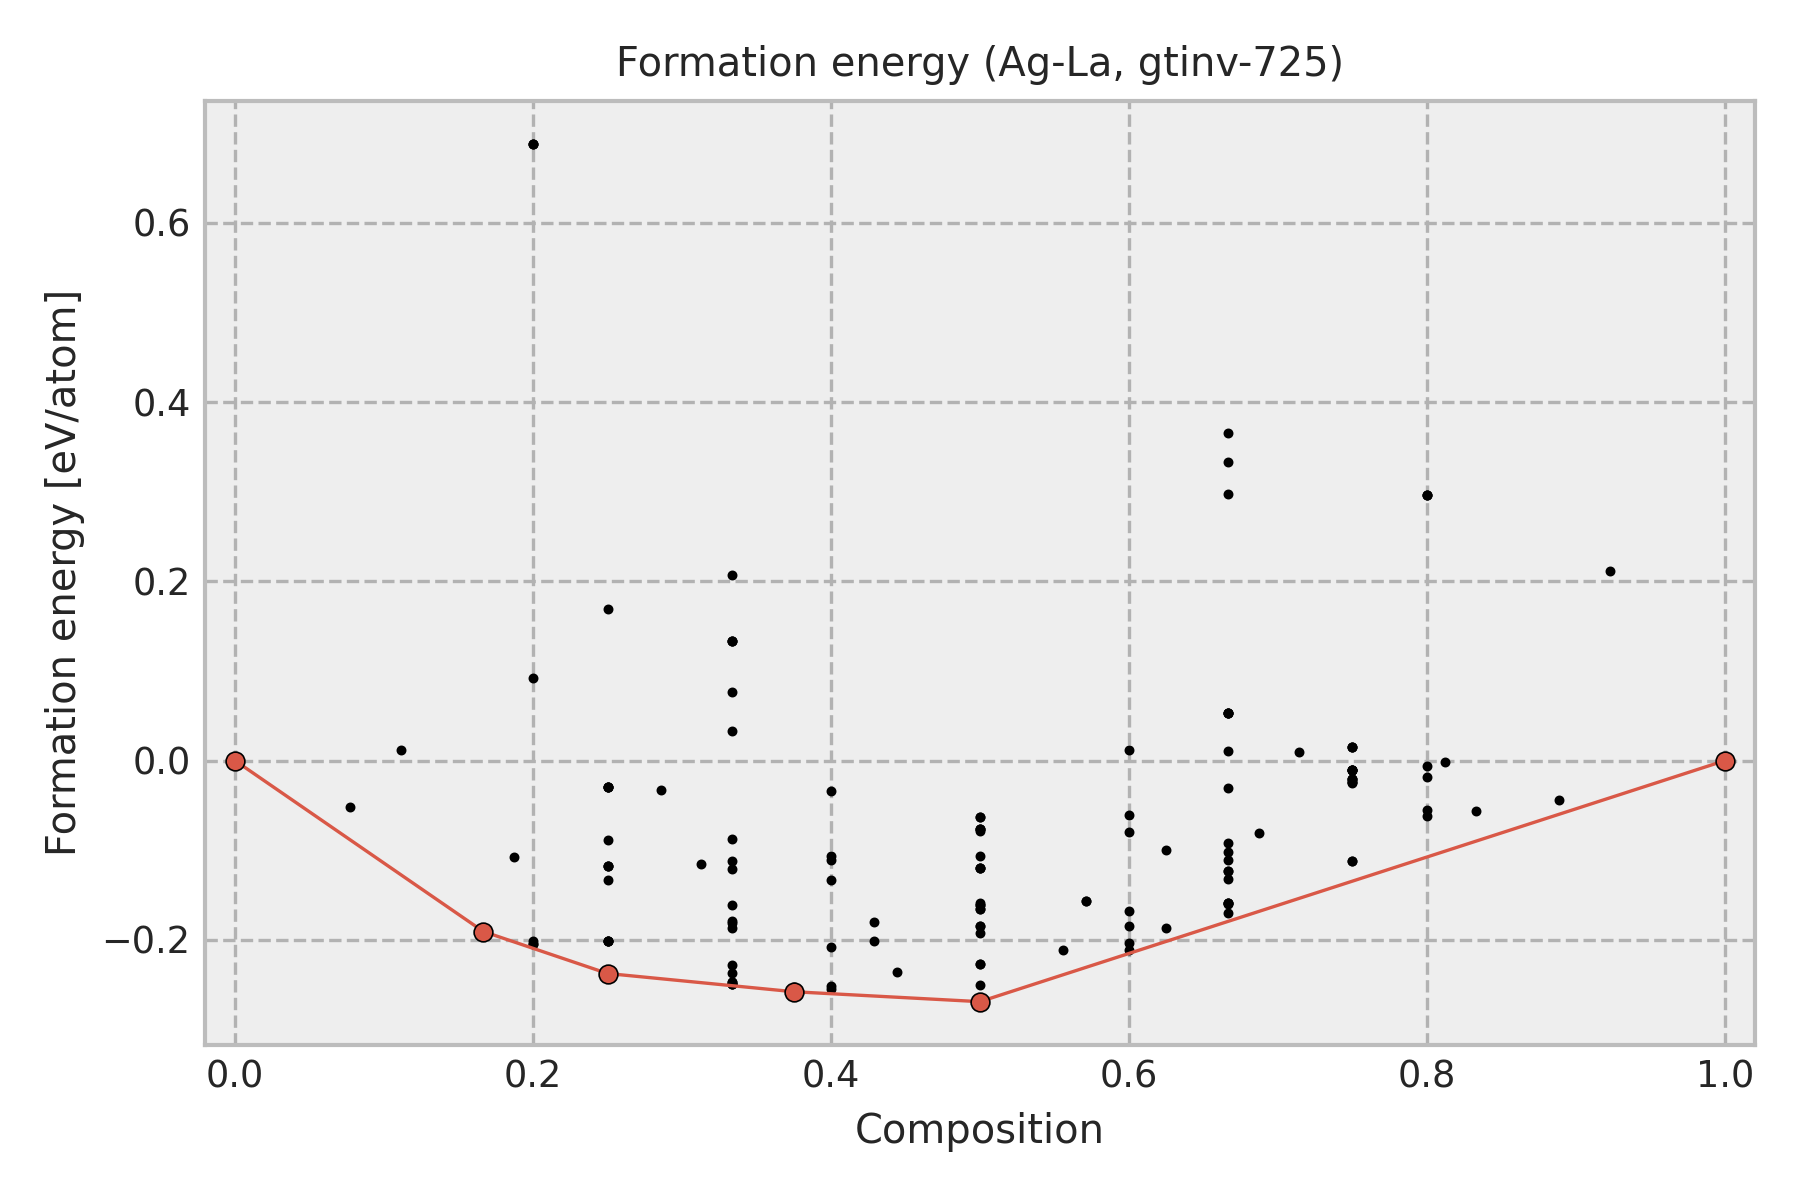 Formation energy (Ag-La, gtinv-725)
Formation energy [eV/atom]
0.6
0.4
0.2
0.0
−0.2
0.0 0.2 0.4 0.6 0.8 1.0
Composition